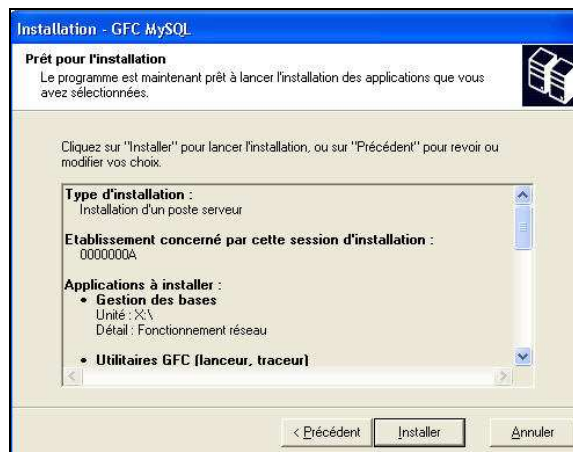 Installation - GFC MySQL
Prêt pour l'installation
Le programme est maintenant prêt à lancer l'installation des applications que vous
avez sélectionnées.
Cliquez sur "Installer" pour lancer l'installation, ou sur "Précédent" pour revoir ou
modifier vos choix.
Type d'installation :
Installation d'un poste serveur
Etablissement concerné par cette session d'installation :
0000000A
Applications à installer :
• Gestion des bases
Unité : X:\
Détail : Fonctionnement réseau
• Utilitaires GFC (lanceur, traceur)
< Précédent
Installer
Annuler